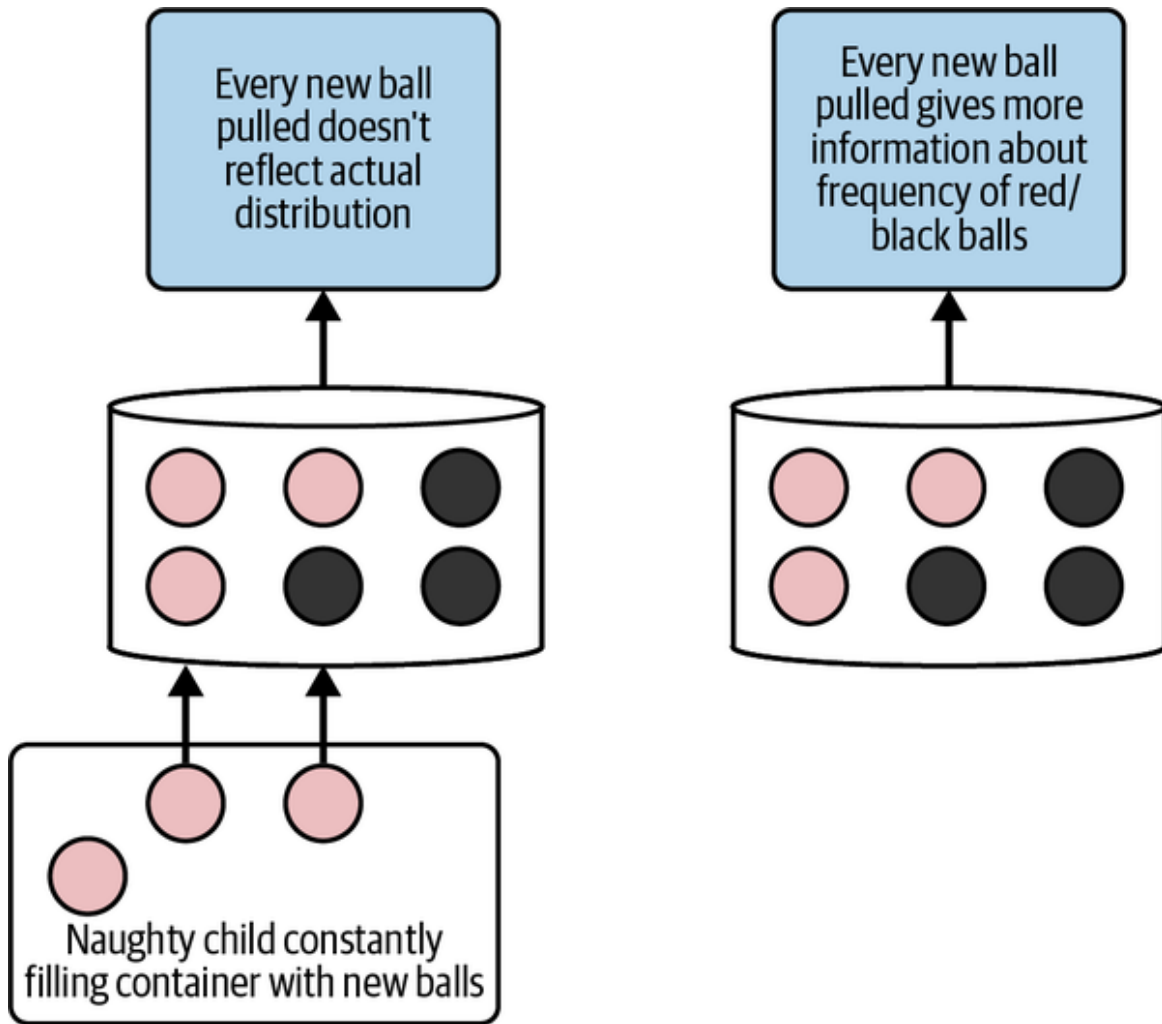 Every new ball
pulled doesn't
reflect actual
distribution
Every new ball
pulled gives more
information about
frequency of red/
black balls
Naughty child constantly
filling container with new balls